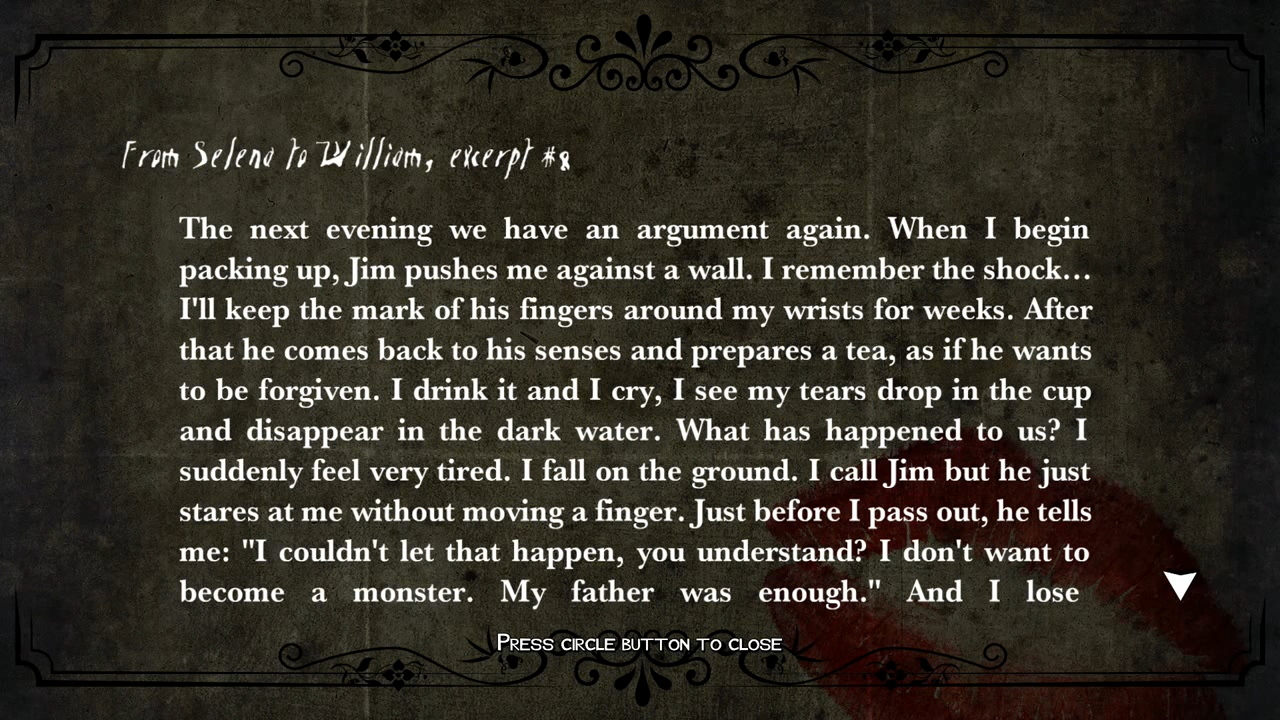 From Selena to William, excerpt #8
The next evening we have an argument again. When I begin
packing up, Jim pushes me against a wall. I remember the shock...
I'll keep the mark of his fingers around my wrists for weeks. After
that he comes back to his senses and prepares a tea, as if he wants
to be forgiven. I drink it and I cry, I see my tears drop in the cup
and disappear in the dark water. What has happened to us? I
suddenly feel very tired. I fall on the ground. I call Jim but he just
stares at me without moving a finger. Just before I pass out, he tells
me: "I couldn't let that happen, you understand? I don't want to
become a monster. My father was enough." And I lose
Press circle button to close